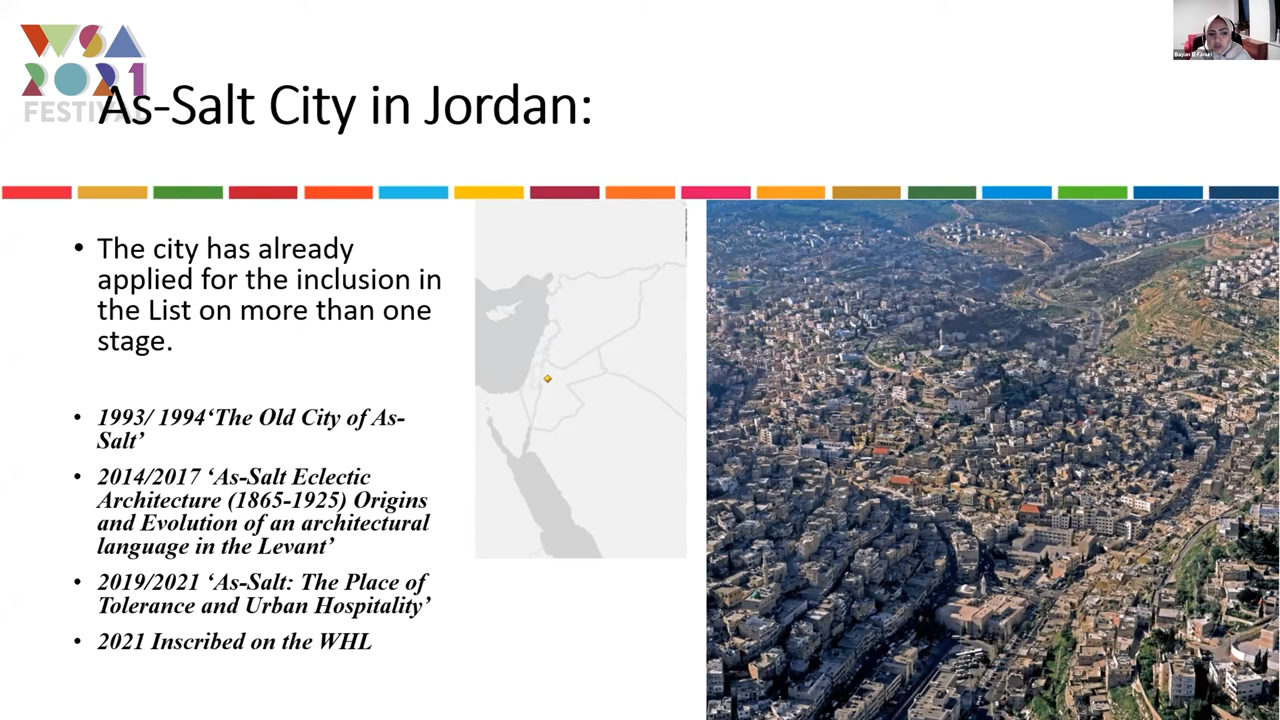 WSA
2021
FESTIVAL
As-Salt City in Jordan:
Bayan El Faouri
• The city has already
applied for the inclusion in
the List on more than one
stage.
• 1993/ 1994‘The Old City of As-
Salt’
• 2014/2017 ‘As-Salt Eclectic
Architecture (1865-1925) Origins
and Evolution of an architectural
language in the Levant’
• 2019/2021 ‘As-Salt: The Place of
Tolerance and Urban Hospitality’
• 2021 Inscribed on the WHL